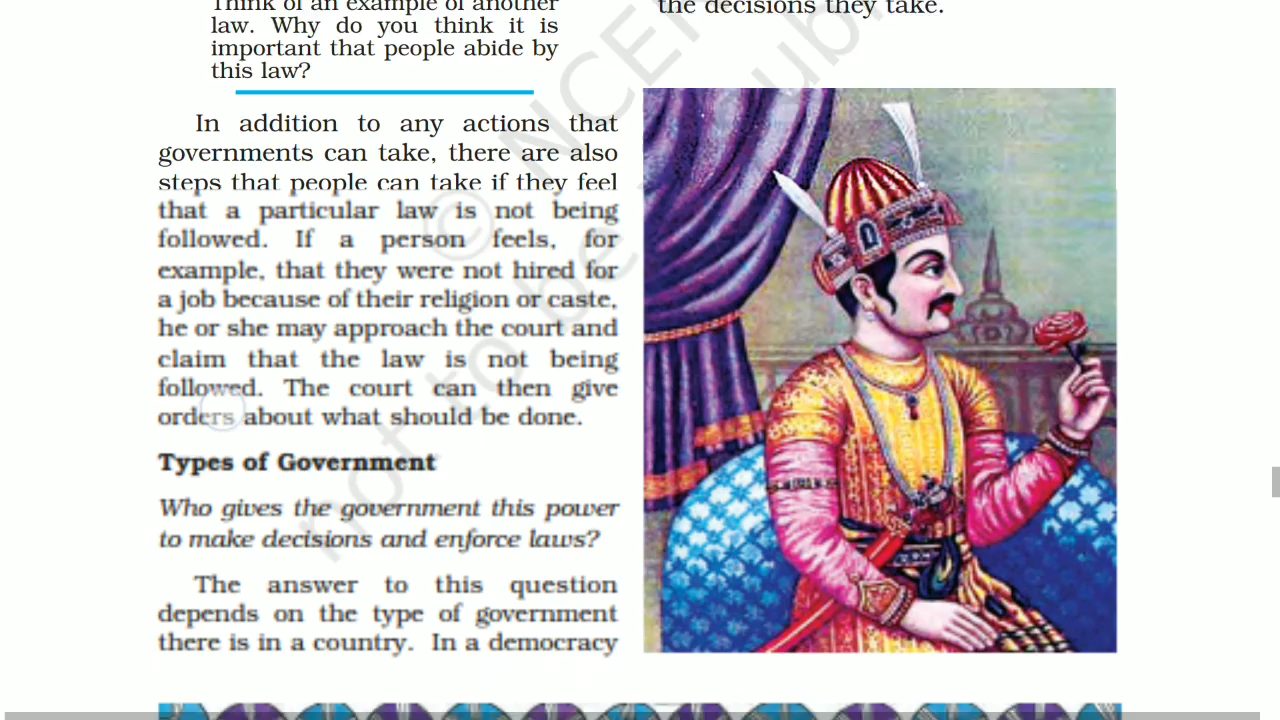 Think of an example of another
law. Why do you think it is
important that people abide by
this law?
In addition to any actions that
governments can take, there are also
steps that people can take if they feel
that a particular law is not being
followed. If a person feels, for
example, that they were not hired for
a job because of their religion or caste,
he or she may approach the court and
claim that the law is not being
followed. The court can then give
orders about what should be done.
Types of Government
Who gives the government this power
to make decisions and enforce laws?
The answer to this question
depends on the type of government
there is in a country. In a democracy
the decisions they take.
© NCE
not to be